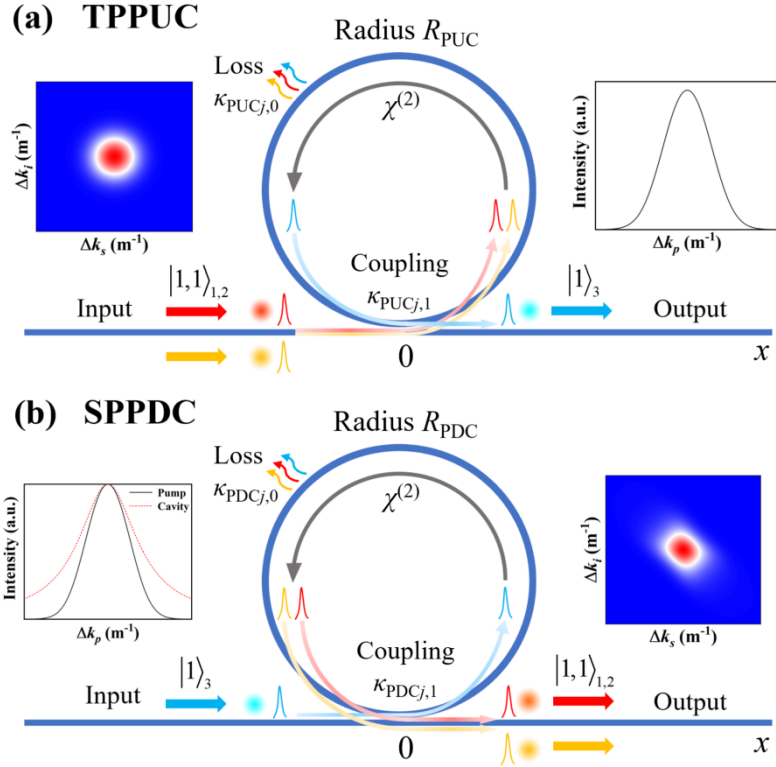 (a) TPPUC
Radius R_PUC
Loss
κ_PUCj,0
χ^(2)
Δk_i (m^-1)
Δk_s (m^-1)
Intensity (a.u.)
Δk_p (m^-1)
Coupling
κ_PUCj,1
|1,1⟩_1,2
|1⟩_3
Input
Output
0
x
(b) SPPDC
Radius R_PDC
Loss
κ_PDCj,0
χ^(2)
Pump
Cavity
Intensity (a.u.)
Δk_p (m^-1)
Δk_i (m^-1)
Δk_s (m^-1)
Coupling
κ_PDCj,1
|1⟩_3
|1,1⟩_1,2
Input
Output
0
x